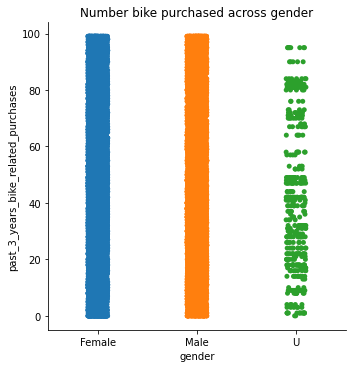 Number bike purchased across gender
100
80
60
40
20
0
past_3_years_bike_related_purchases
Female Male U
gender